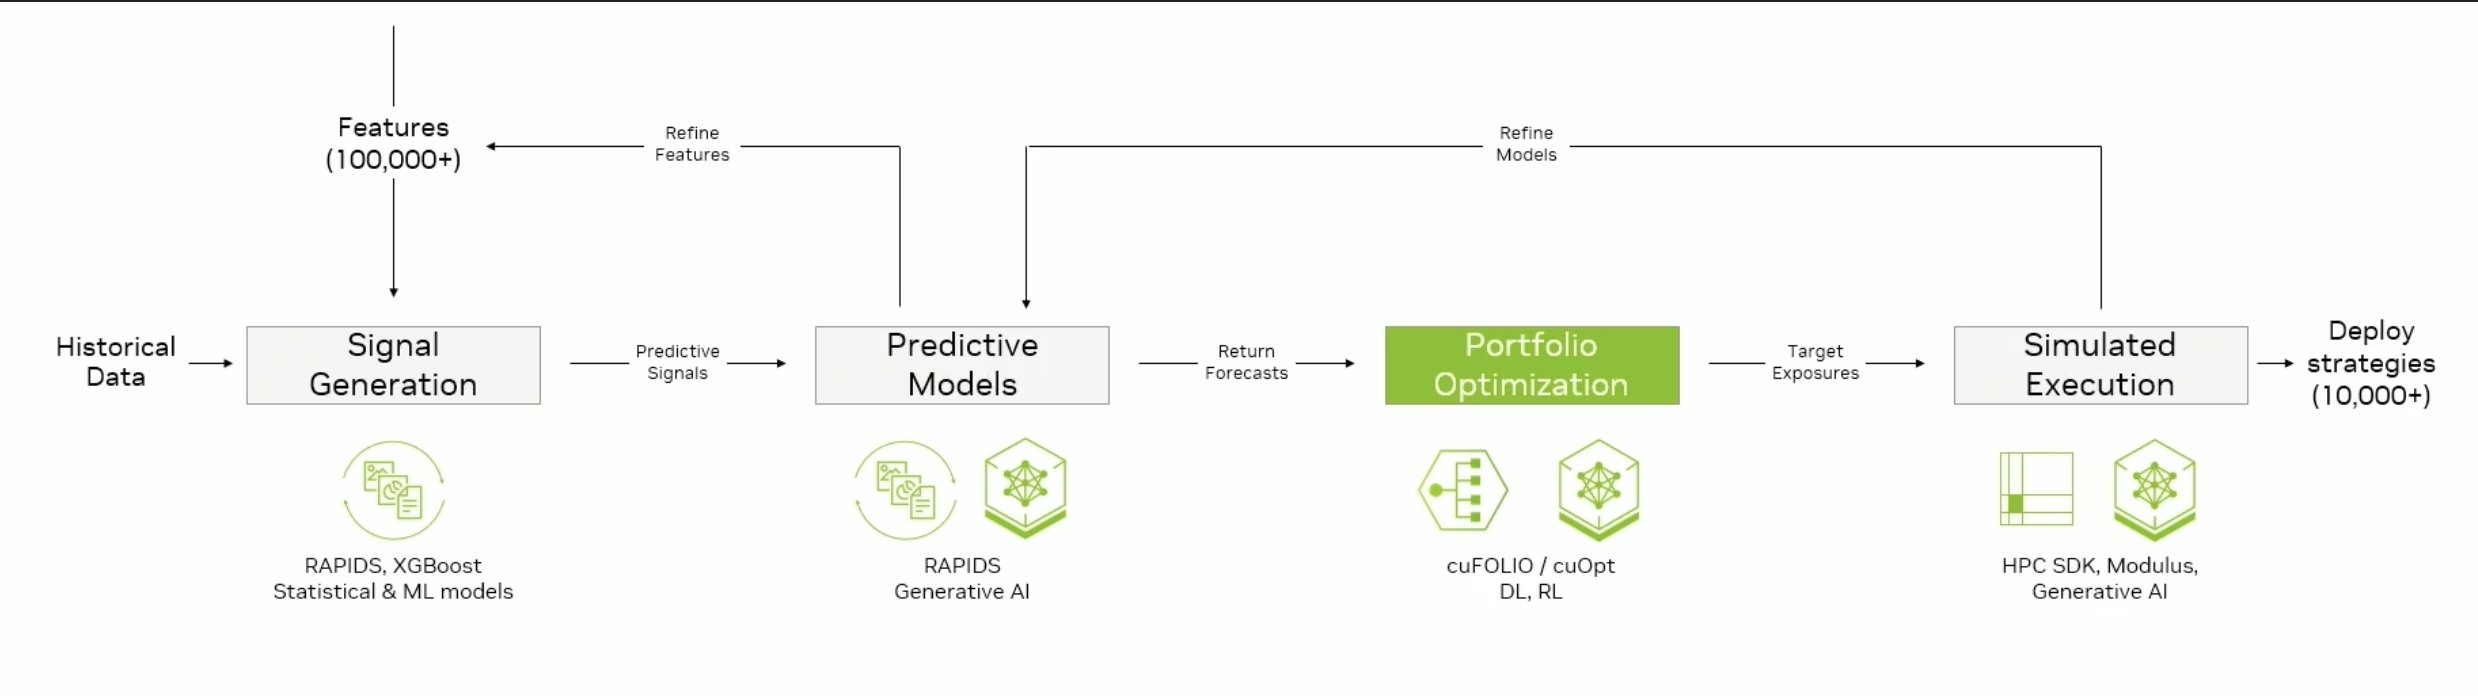 Features
(100,000+)
Refine
Features
Refine
Models
Historical
Data
Signal
Generation
Predictive
Signals
Predictive
Models
Return
Forecasts
Portfolio
Optimization
Target
Exposures
Simulated
Execution
Deploy
strategies
(10,000+)
RAPIDS, XGBoost
Statistical & ML models
RAPIDS
Generative AI
cuFOLIO / cuOpt
DL, RL
HPC SDK, Modulus,
Generative AI